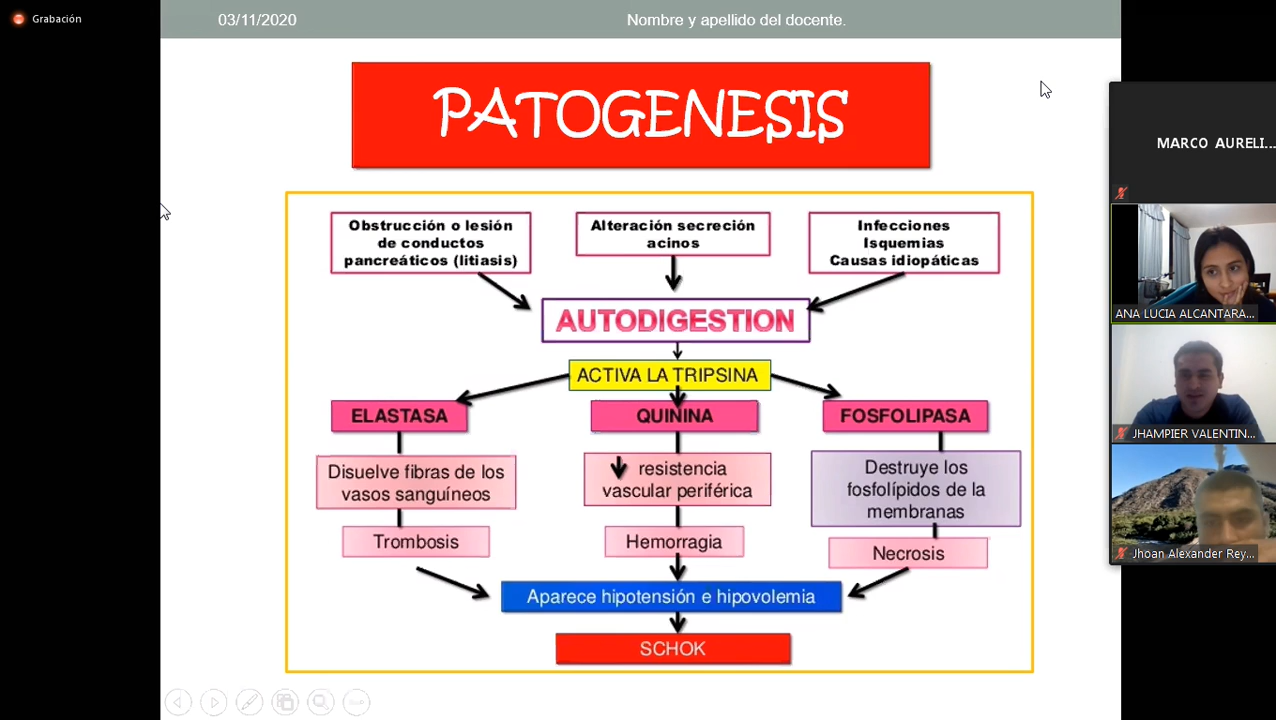 Grabación
03/11/2020
Nombre y apellido del docente.
PATOGENESIS
Obstrucción o lesión
de conductos
pancreáticos (litiasis)
Alteración secreción
acinos
Infecciones
Isquemias
Causas idiopáticas
AUTODIGESTION
ACTIVA LA TRIPSINA
ELASTASA
QUININA
FOSFOLIPASA
Disuelve fibras de los
vasos sanguíneos
resistencia
vascular periférica
Destruye los
fosfolípidos de la
membranas
Trombosis
Hemorragia
Necrosis
Aparece hipotensión e hipovolemia
SCHOK
MARCO AURELI...
ANA LUCIA ALCANTARA...
JHAMPIER VALENTIN...
Jhoan Alexander Rey...